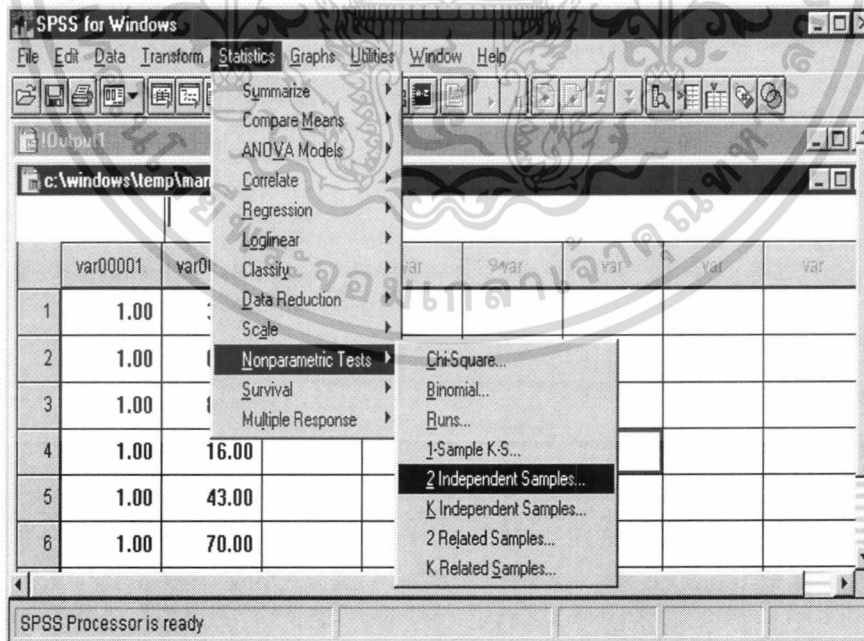 SPSS for Windows
File Edit Data Transform Statistics Graphs Utilities Window Help
!Output1
c:\windows\temp\man
Summarize
Compare Means
ANOVA Models
Correlate
Regression
Loglinear
Classify
Data Reduction
Scale
Nonparametric Tests
Survival
Multiple Response
Chi-Square...
Binomial...
Runs...
1-Sample K-S...
2 Independent Samples...
K Independent Samples...
2 Related Samples...
K Related Samples...
var00001 var var var var var
1 1.00
2 1.00
3 1.00
4 1.00 16.00
5 1.00 43.00
6 1.00 70.00
SPSS Processor is ready